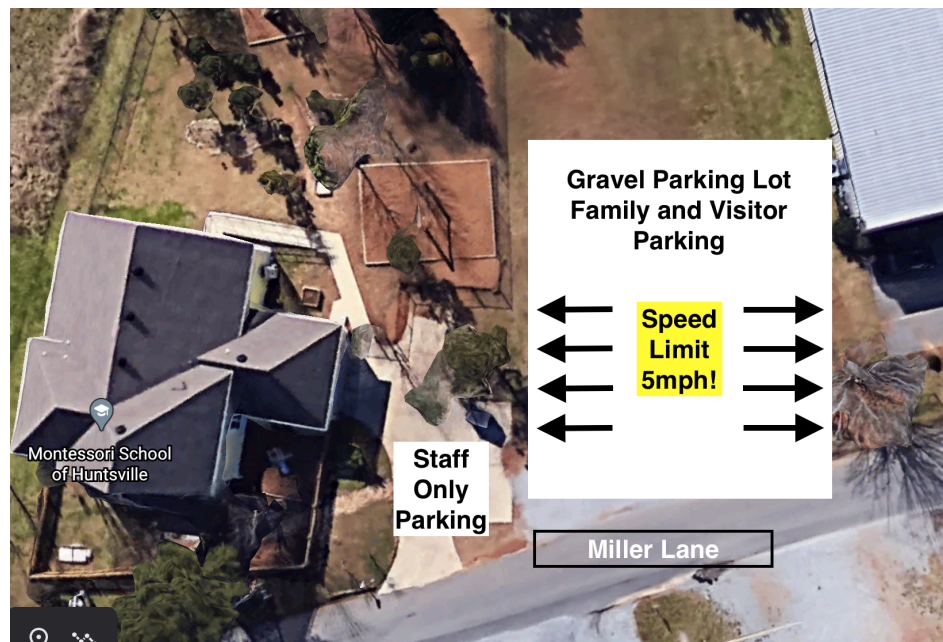 Gravel Parking Lot
Family and Visitor
Parking
Speed
Limit
5mph!
Montessori School
of Huntsville
Staff
Only
Parking
Miller Lane